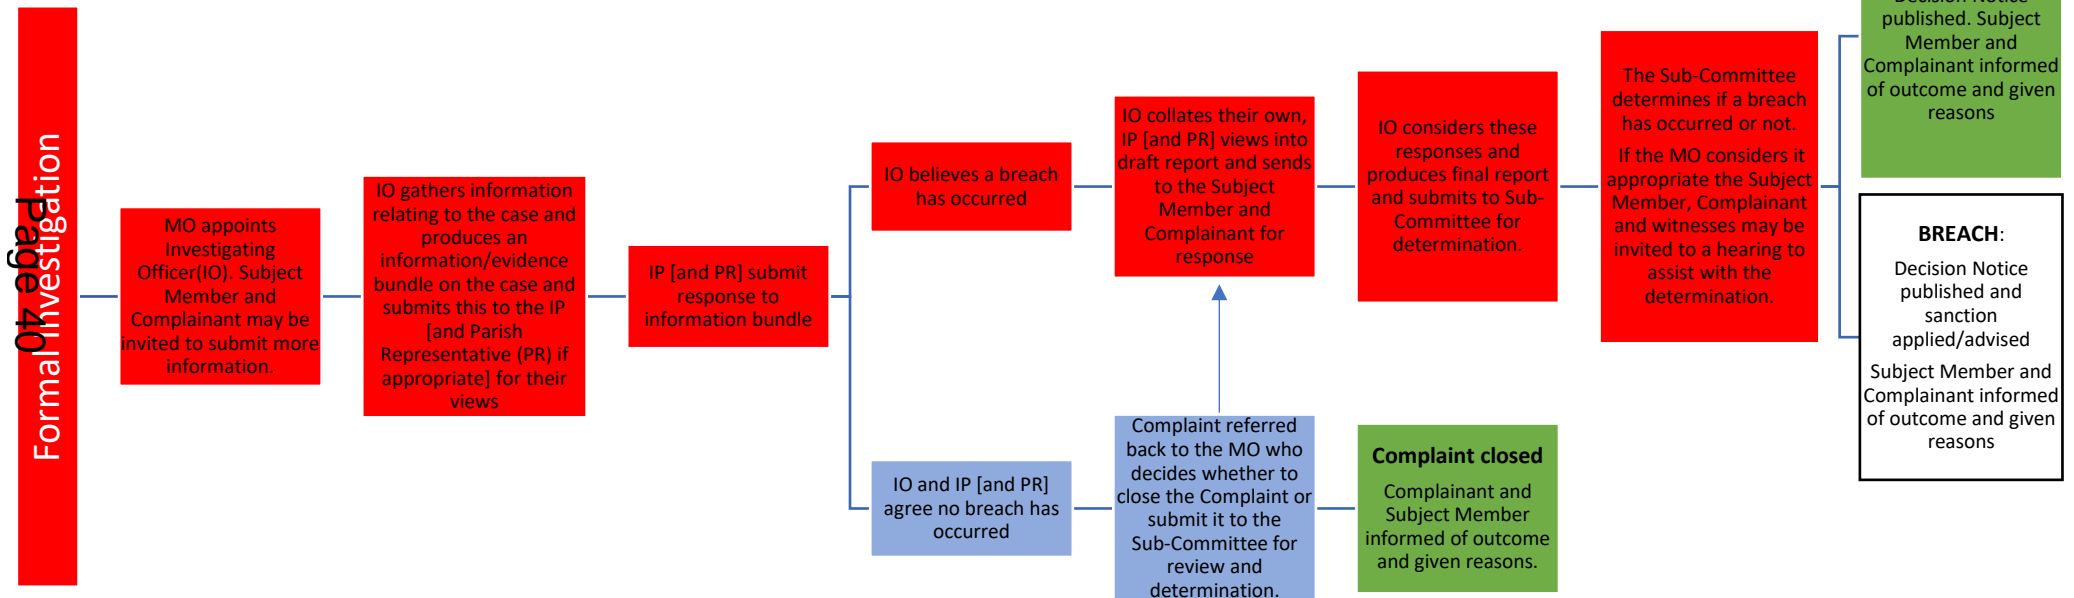 Formal Investigation
Page 40
MO appoints
Investigating
Officer(IO). Subject
Member and
Complainant may be
invited to submit more
information.
IO gathers information
relating to the case and
produces an
information/evidence
bundle on the case and
submits this to the IP
[and Parish
Representative (PR) if
appropriate] for their
views
IP [and PR] submit
response to
information bundle
IO believes a breach
has occurred
IO collates their own,
IP [and PR] views into
draft report and sends
to the Subject
Member and
Complainant for
response
IO considers these
responses and
produces final report
and submits to Sub-
Committee for
determination.
The Sub-Committee
determines if a breach
has occurred or not.
If the MO considers it
appropriate the Subject
Member, Complainant
and witnesses may be
invited to a hearing to
assist with the
determination.
Decision Notice
published. Subject
Member and
Complainant informed
of outcome and given
reasons
BREACH:
Decision Notice
published and
sanction
applied/advised
Subject Member and
Complainant informed
of outcome and given
reasons
IO and IP [and PR]
agree no breach has
occurred
Complaint referred
back to the MO who
decides whether to
close the Complaint or
submit it to the
Sub-Committee for
review and
determination.
Complaint closed
Complainant and
Subject Member
informed of outcome
and given reasons.